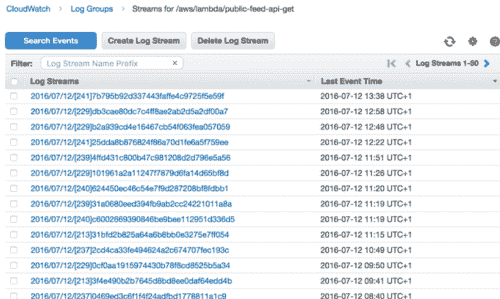 CloudWatch > Log Groups > Streams for /aws/lambda/public-feed-api-get
Search Events Create Log Stream Delete Log Stream
Filter: Log Stream Name Prefix × Log Streams 1-50
Log Streams Last Event Time
2016/07/12/[241]7b795b92d337443faffe4c9725f5e59f 2016-07-12 13:38 UTC+1
2016/07/12/[229]db3cae80dc7c4ff8ae2ab2d5a2df00a7 2016-07-12 12:58 UTC+1
2016/07/12/[229]b2a939cd4e16467cb54f063fea057059 2016-07-12 12:48 UTC+1
2016/07/12/[241]25dda8b876824f86a70d1fe6a5f759ee 2016-07-12 12:22 UTC+1
2016/07/12/[239]4ffd431c800b47c981208d2d796e5a56 2016-07-12 11:51 UTC+1
2016/07/12/[229]101961a2a11247f7879d6fa14d65bf8d 2016-07-12 11:26 UTC+1
2016/07/12/[240]624450ec46c54e7f9d287208bf8fdbb1 2016-07-12 11:20 UTC+1
2016/07/12/[239]31a0680eed394fb9ab2cc24221011a8a 2016-07-12 11:19 UTC+1
2016/07/12/[240]c6002669390846be9bee112951d336d5 2016-07-12 11:19 UTC+1
2016/07/12/[213]31bfd2b825a64a6b8bb0e3275e7ff054 2016-07-12 11:15 UTC+1
2016/07/12/[237]2cd4ca33fe494624a2c674707fec193c 2016-07-12 10:49 UTC+1
2016/07/12/[229]0cf0aa1915974430b78f8cd8525b5a34 2016-07-12 09:50 UTC+1
2016/07/12/[213]3f4e490b2b7645d8bd8ee0daf64edd4b 2016-07-12 09:41 UTC+1
2016/07/12/[237]0469ed3c6f1f4f24adfbd1776811a1c9 2016-07-12 08:40 UTC+1